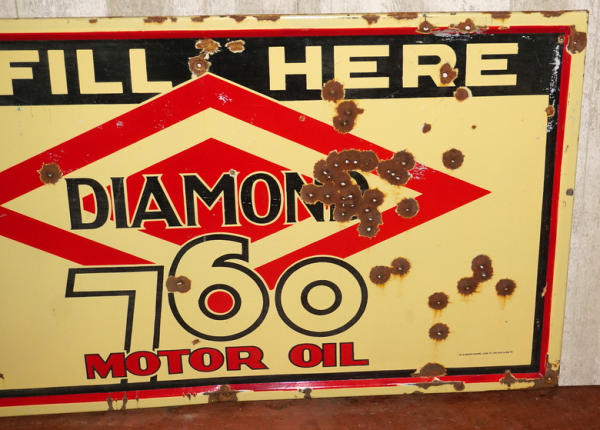 FILL HERE
DIAMOND
760
MOTOR OIL